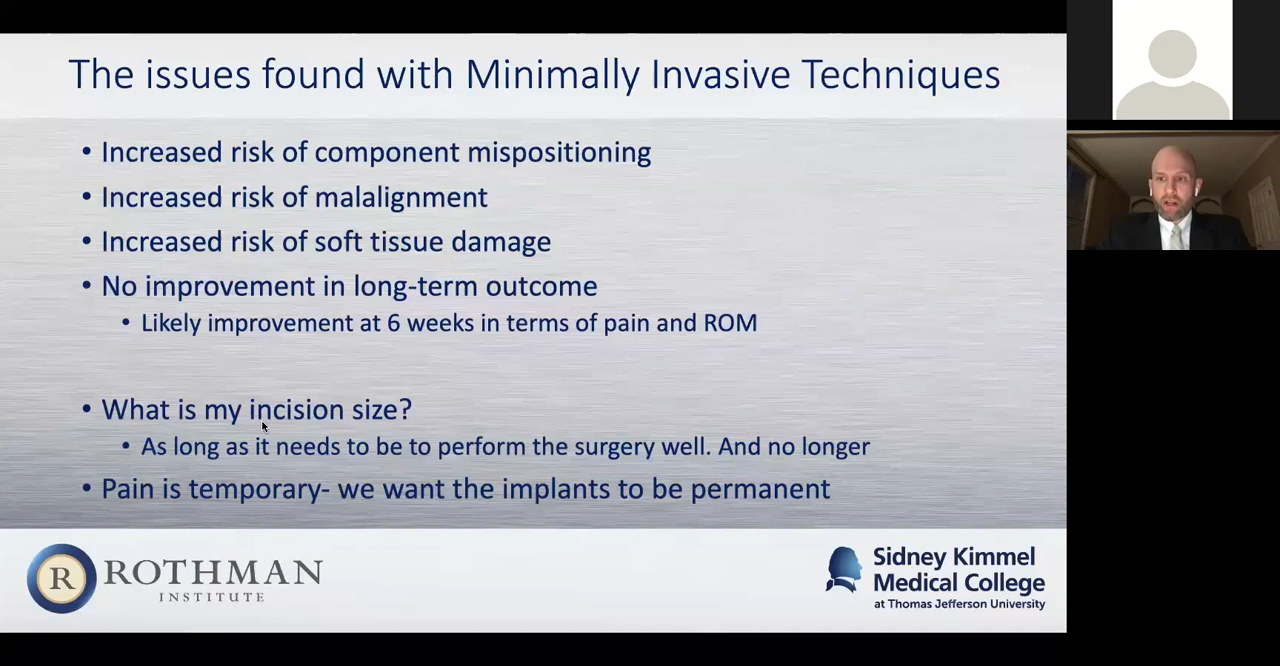 The issues found with Minimally Invasive Techniques
• Increased risk of component mispositioning
• Increased risk of malalignment
• Increased risk of soft tissue damage
• No improvement in long-term outcome
• Likely improvement at 6 weeks in terms of pain and ROM
• What is my incision size?
• As long as it needs to be to perform the surgery well. And no longer
• Pain is temporary- we want the implants to be permanent
R ROTHMAN
INSTITUTE
Sidney Kimmel
Medical College
at Thomas Jefferson University